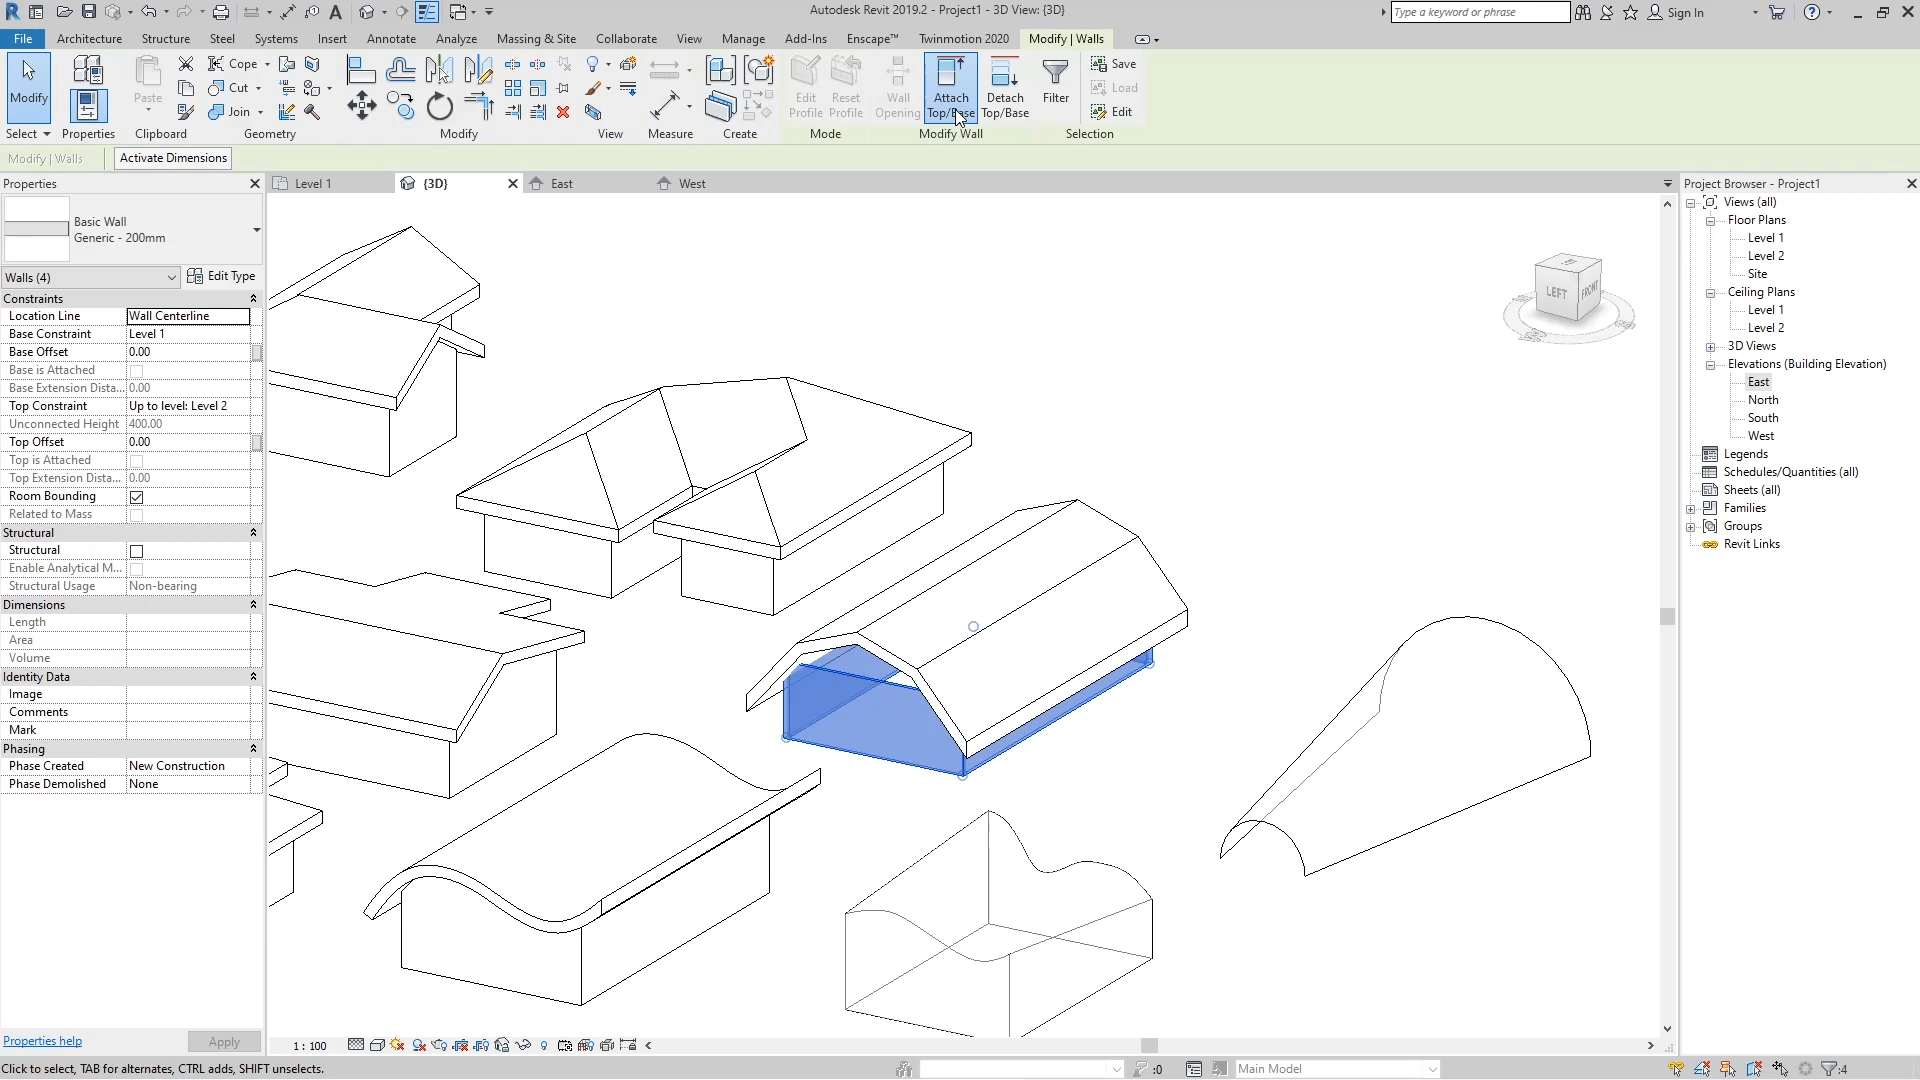 Autodesk Revit 2019.2 - Project1 - 3D View: {3D}
Type a keyword or phrase
Sign In
File
Architecture
Structure
Steel
Systems
Insert
Annotate
Analyze
Massing & Site
Collaborate
View
Manage
Add-Ins
Enscape™
Twinmotion 2020
Modify | Walls
Modify
Paste
Cope
Cut
Join
Edit
Profile
Reset
Profile
Wall
Opening
Attach
Top/Base
Detach
Top/Base
Filter
Save
Load
Edit
Select
Properties
Clipboard
Geometry
Modify
View
Measure
Create
Mode
Modify Wall
Selection
Modify | Walls
Activate Dimensions
Properties
Basic Wall
Generic - 200mm
Walls (4)
Edit Type
Constraints
Location Line Wall Centerline
Base Constraint Level 1
Base Offset 0.00
Base is Attached
Base Extension Dista... 0.00
Top Constraint Up to level: Level 2
Unconnected Height 400.00
Top Offset 0.00
Top is Attached
Top Extension Dista... 0.00
Room Bounding
Related to Mass
Structural
Structural
Enable Analytical M...
Structural Usage Non-bearing
Dimensions
Length
Area
Volume
Identity Data
Image
Comments
Mark
Phasing
Phase Created New Construction
Phase Demolished None
Properties help
Apply
Level 1
{3D}
East
West
LEFT
FRONT
Project Browser - Project1
Views (all)
Floor Plans
Level 1
Level 2
Site
Ceiling Plans
Level 1
Level 2
3D Views
Elevations (Building Elevation)
East
North
South
West
Legends
Schedules/Quantities (all)
Sheets (all)
Families
Groups
Revit Links
1 : 100
Click to select, TAB for alternates, CTRL adds, SHIFT unselects.
:0
Main Model
:4